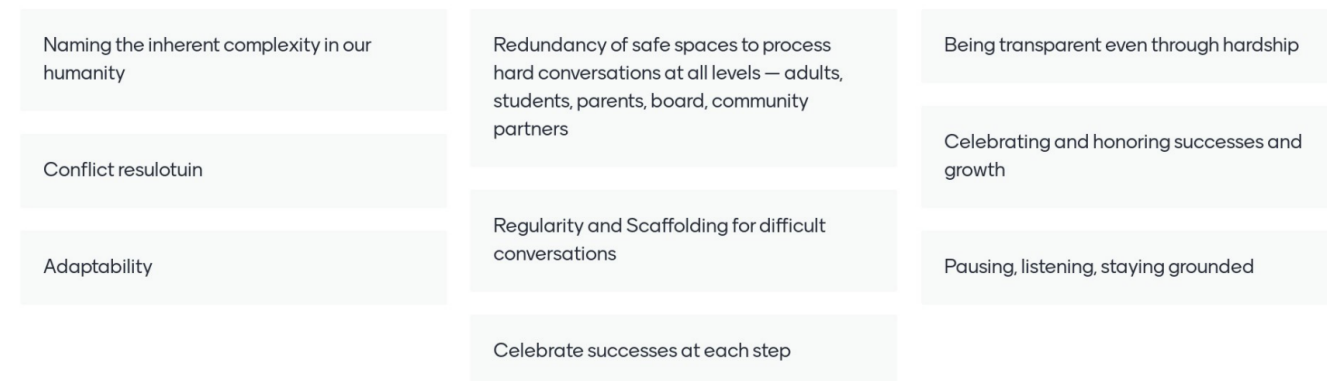 Naming the inherent complexity in our
humanity
Conflict resulotuin
Adaptability
Redundancy of safe spaces to process
hard conversations at all levels — adults,
students, parents, board, community
partners
Regularity and Scaffolding for difficult
conversations
Celebrate successes at each step
Being transparent even through hardship
Celebrating and honoring successes and
growth
Pausing, listening, staying grounded